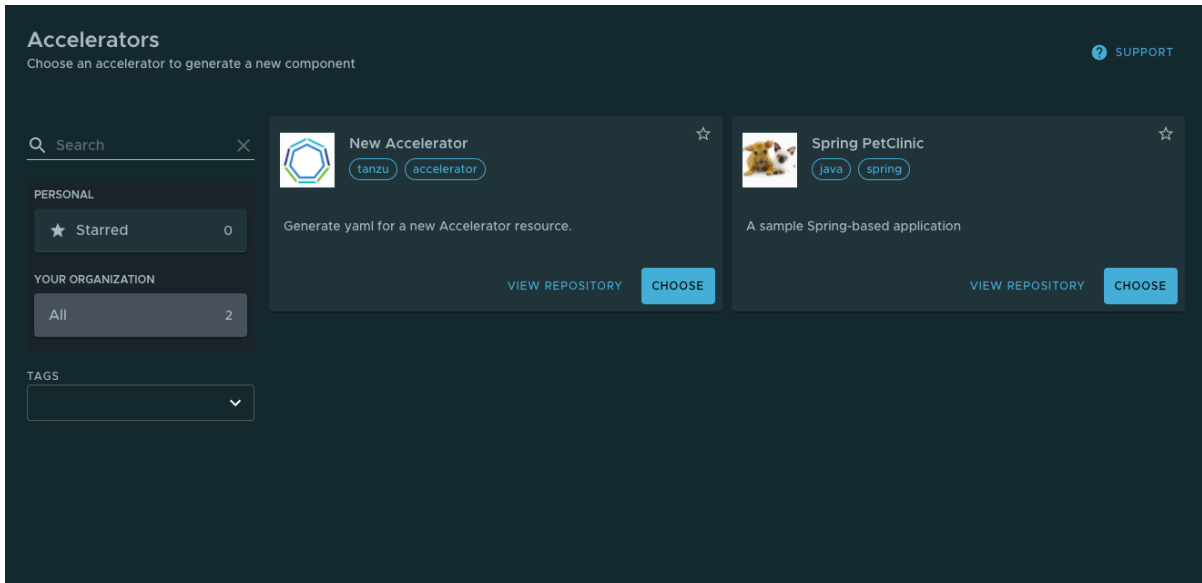 Accelerators
Choose an accelerator to generate a new component
SUPPORT
Search
PERSONAL
Starred 0
YOUR ORGANIZATION
All 2
TAGS
New Accelerator
tanzu accelerator
Generate yaml for a new Accelerator resource.
VIEW REPOSITORY CHOOSE
Spring PetClinic
java spring
A sample Spring-based application
VIEW REPOSITORY CHOOSE